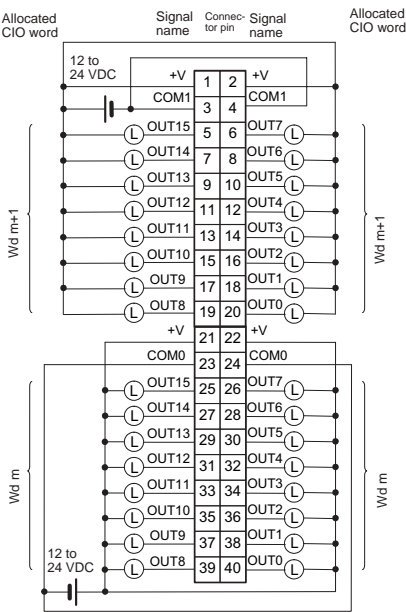 Allocated CIO word
Signal name
Connec-tor pin
Signal name
Allocated CIO word
12 to 24 VDC
+V 1 2 +V
COM1 3 4 COM1
OUT15 5 6 OUT7
L L
OUT14 7 8 OUT6
L L
OUT13 9 10 OUT5
L L
OUT12 11 12 OUT4
L L
OUT11 13 14 OUT3
L L
OUT10 15 16 OUT2
L L
OUT9 17 18 OUT1
L L
OUT8 19 20 OUT0
L L
Wd m+1
Wd m+1
+V 21 22 +V
COM0 23 24 COM0
OUT15 25 26 OUT7
L L
OUT14 27 28 OUT6
L L
OUT13 29 30 OUT5
L L
OUT12 31 32 OUT4
L L
OUT11 33 34 OUT3
L L
OUT10 35 36 OUT2
L L
OUT9 37 38 OUT1
L L
OUT8 39 40 OUT0
L L
Wd m
Wd m
12 to 24 VDC